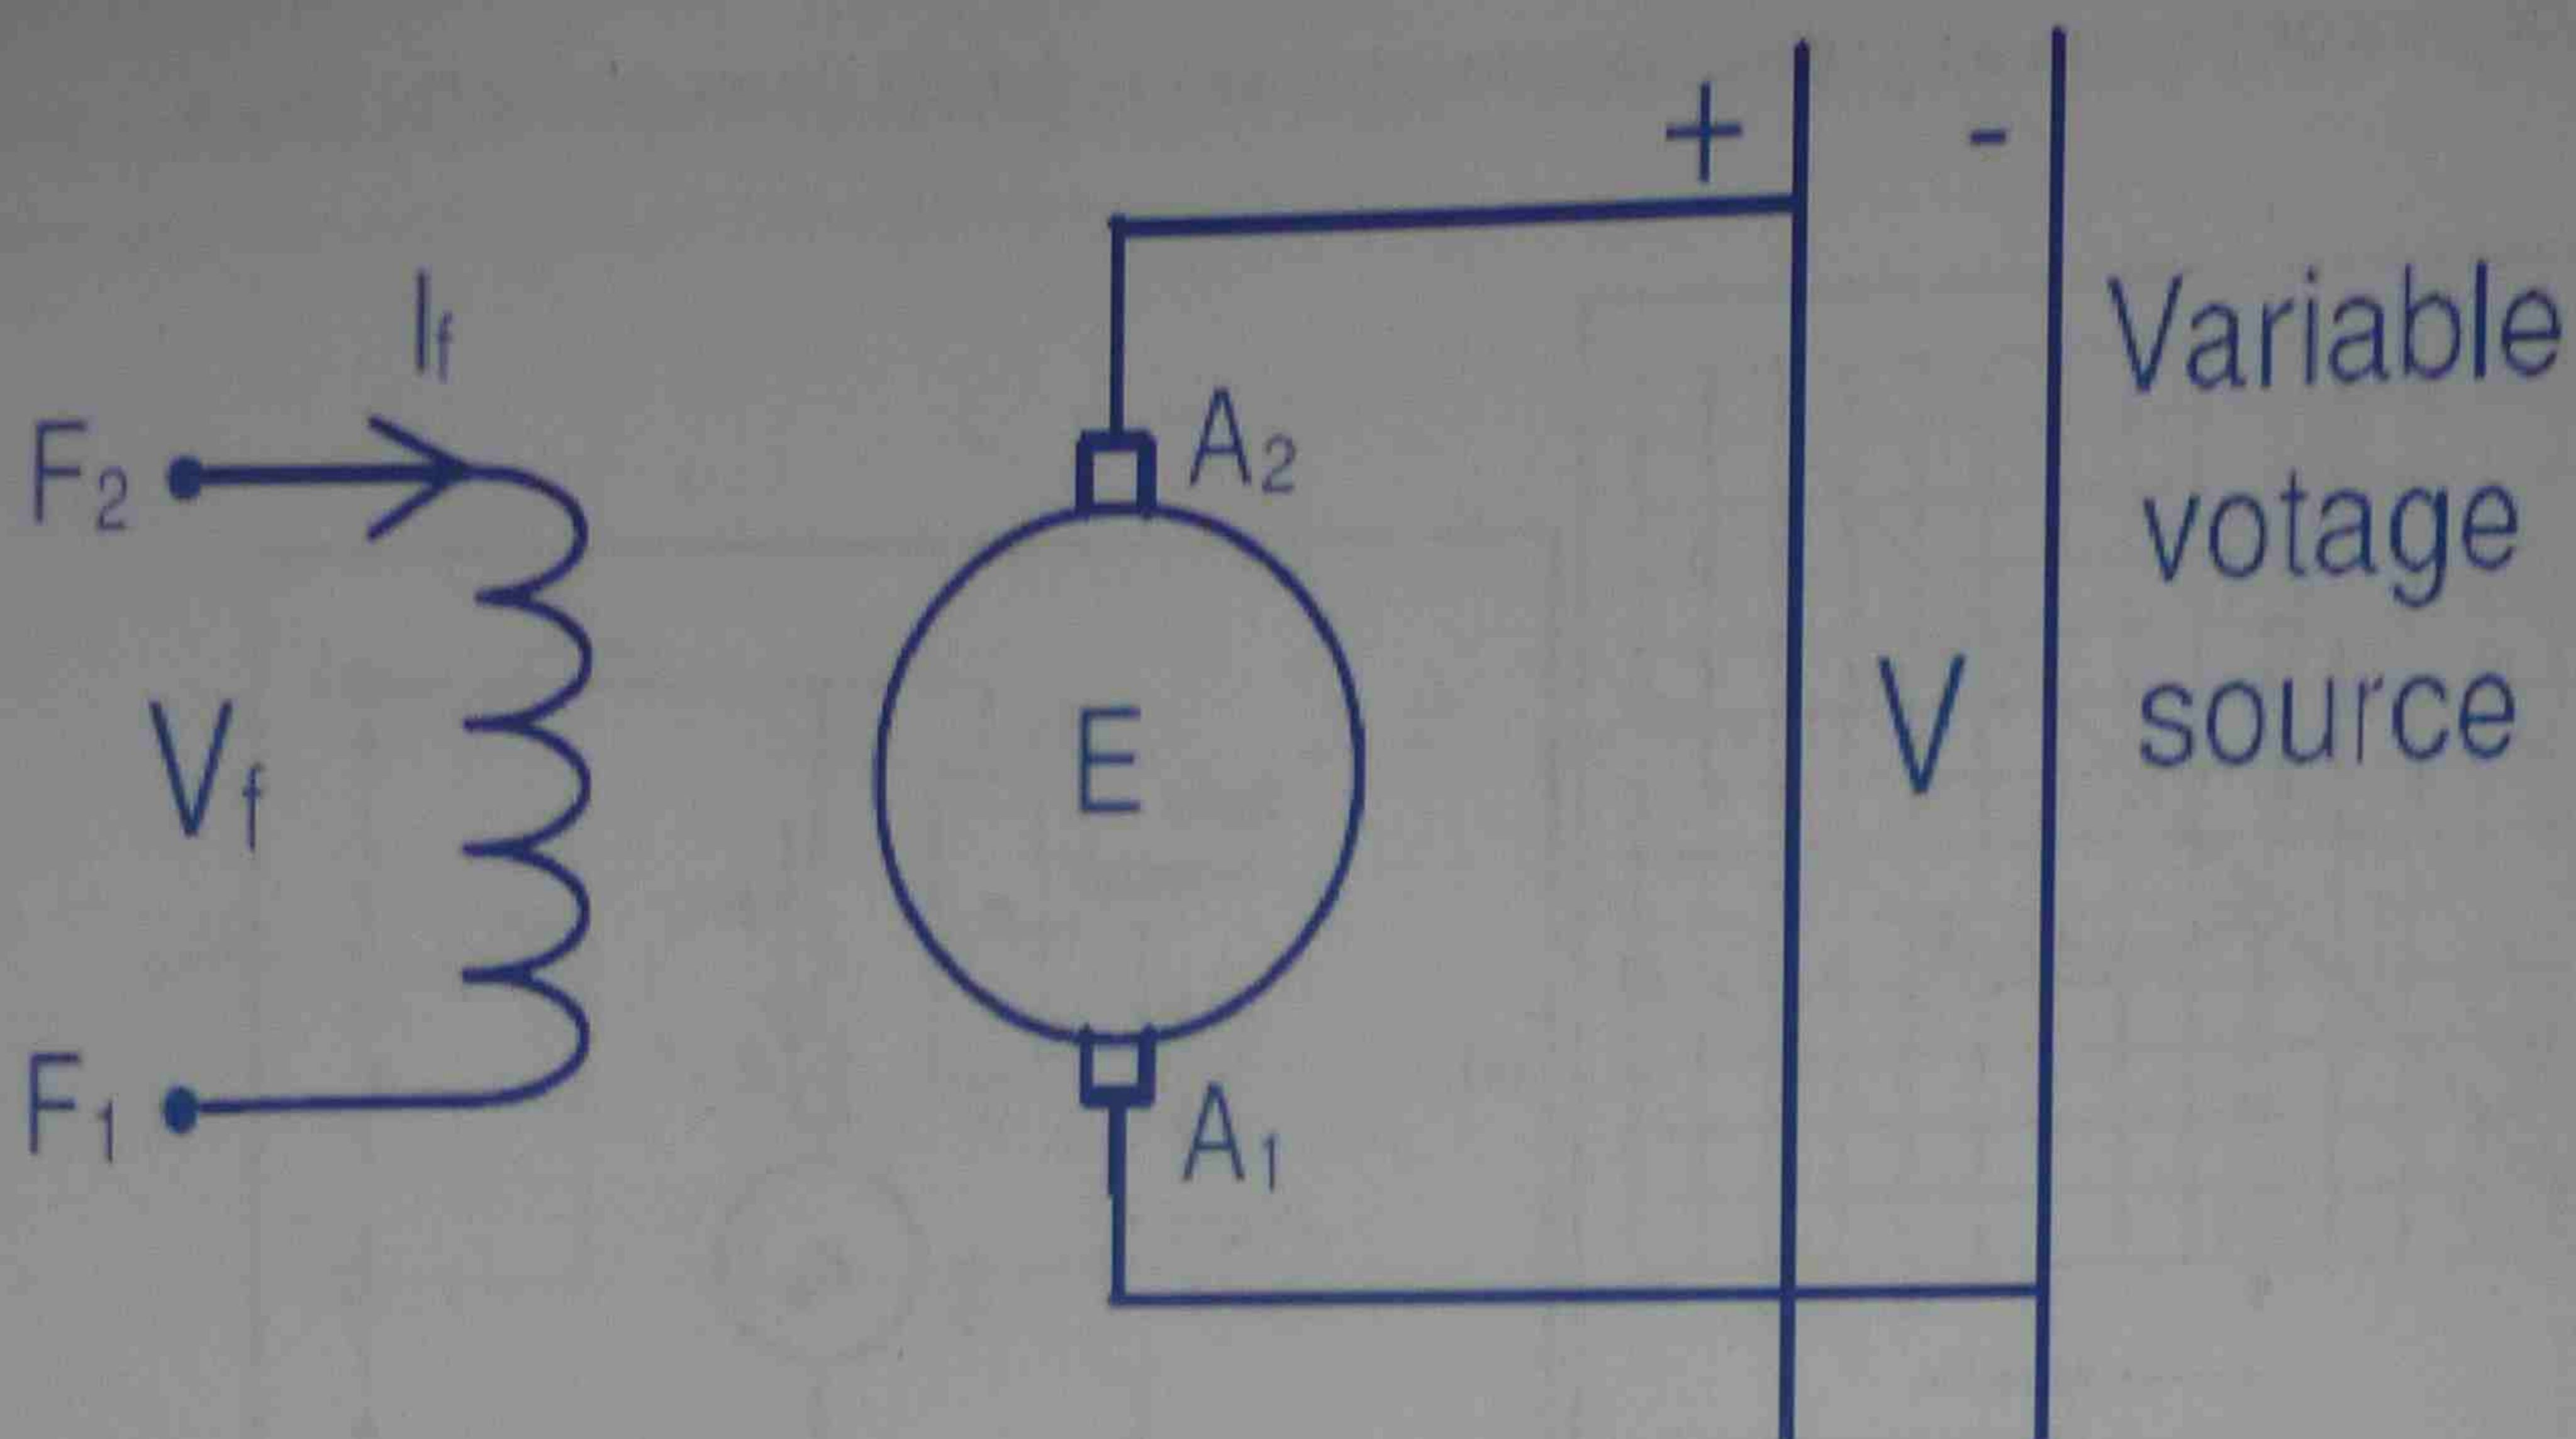 + -
If
F2
A2
Variable
votage
source
Vf
E
V
F1
A1